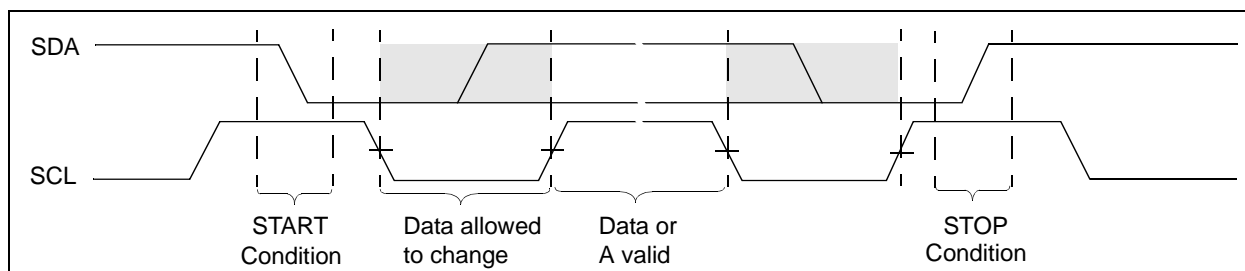 SDA
SCL
START
Condition
Data allowed
to change
Data or
A valid
STOP
Condition